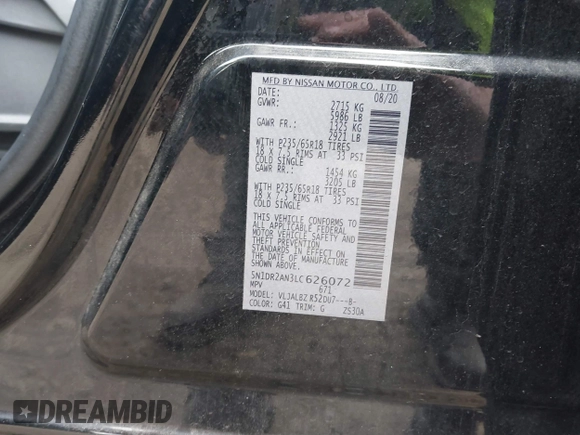 MFD BY NISSAN MOTOR CO., LTD.
DATE: 08/20
GVWR: 2715 KG
5986 LB
GAWR FR.: 1325 KG
2921 LB
WITH P235/65R18 TIRES
18 X 7.5 RIMS AT 33 PSI
COLD SINGLE
GAWR RR.: 1454 KG
3205 LB
WITH P235/65R18 TIRES
18 X 7.5 RIMS AT 33 PSI
COLD SINGLE
THIS VEHICLE CONFORMS TO
ALL APPLICABLE FEDERAL
MOTOR VEHICLE SAFETY AND
THEFT PREVENTION
STANDARDS IN EFFECT ON
THE DATE OF MANUFACTURE
SHOWN ABOVE.
5N1DR2AN3LC626072
MPV 671
MODEL: VLJALBZ R52DU7---B-
COLOR: G41 TRIM: G ZS30A
DREAMBID